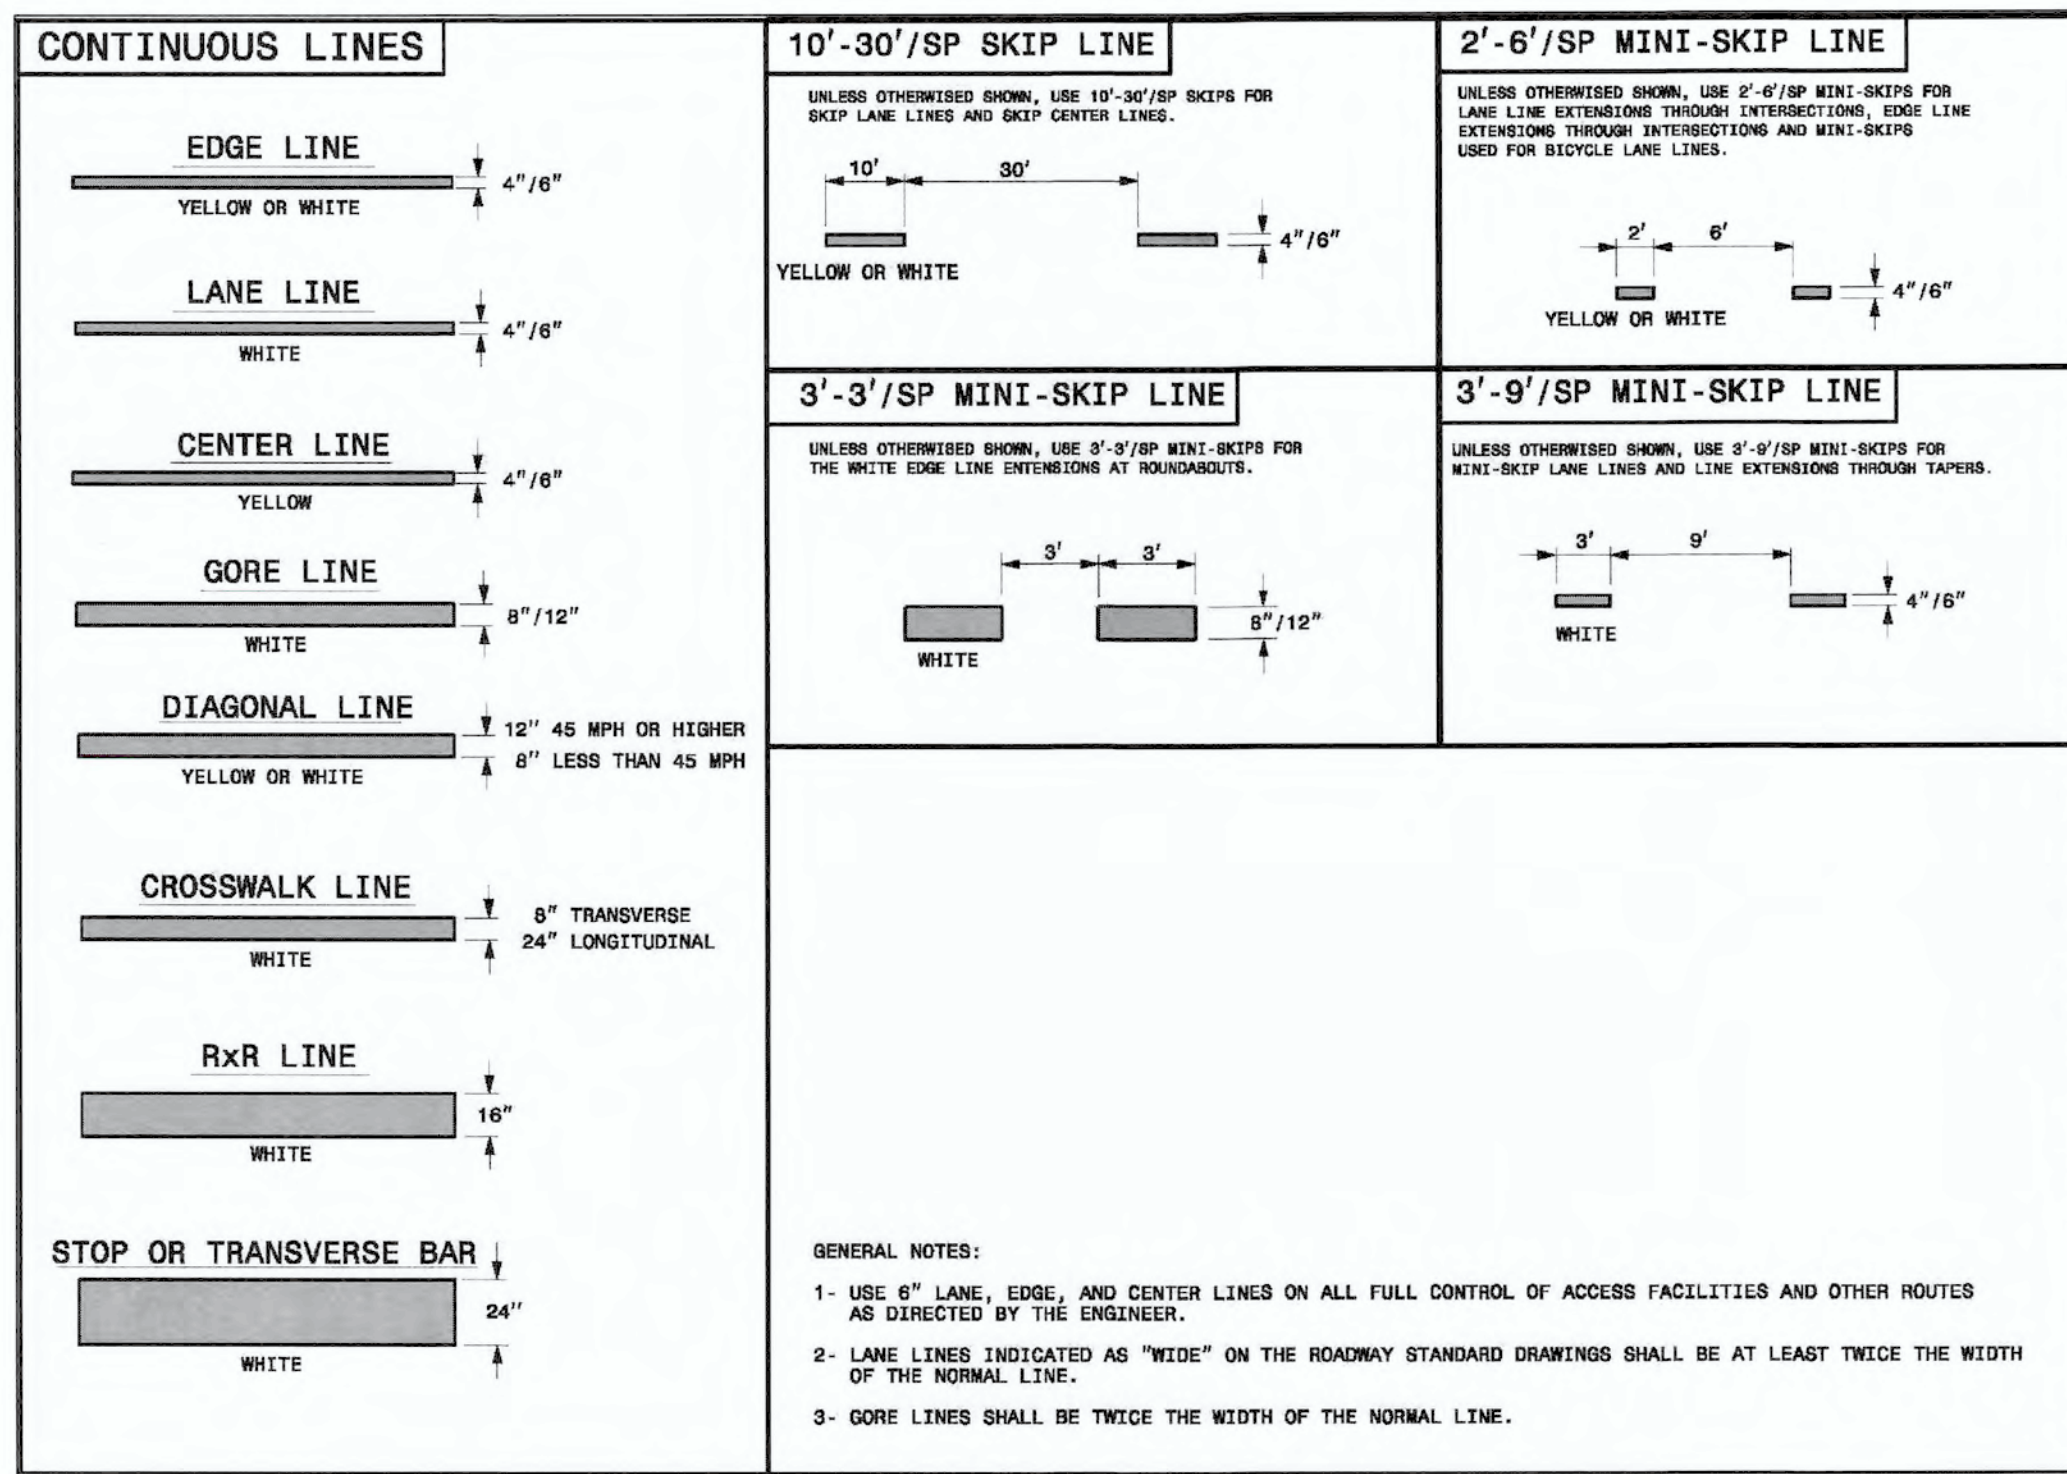 CONTINUOUS LINES
EDGE LINE
4"/6"
YELLOW OR WHITE
LANE LINE
4"/6"
WHITE
CENTER LINE
4"/6"
YELLOW
GORE LINE
8"/12"
WHITE
DIAGONAL LINE
12" 45 MPH OR HIGHER
8" LESS THAN 45 MPH
YELLOW OR WHITE
CROSSWALK LINE
8" TRANSVERSE
24" LONGITUDINAL
WHITE
RxR LINE
16"
WHITE
STOP OR TRANSVERSE BAR
24"
WHITE
10'-30'/SP SKIP LINE
UNLESS OTHERWISED SHOWN, USE 10'-30'/SP SKIPS FOR
SKIP LANE LINES AND SKIP CENTER LINES.
10' 30'
4"/6"
YELLOW OR WHITE
2'-6'/SP MINI-SKIP LINE
UNLESS OTHERWISED SHOWN, USE 2'-6'/SP MINI-SKIPS FOR
LANE LINE EXTENSIONS THROUGH INTERSECTIONS, EDGE LINE
EXTENSIONS THROUGH INTERSECTIONS AND MINI-SKIPS
USED FOR BICYCLE LANE LINES.
2' 6'
4"/6"
YELLOW OR WHITE
3'-3'/SP MINI-SKIP LINE
UNLESS OTHERWISED SHOWN, USE 3'-3'/SP MINI-SKIPS FOR
THE WHITE EDGE LINE ENTENSIONS AT ROUNDABOUTS.
3' 3'
8"/12"
WHITE
3'-9'/SP MINI-SKIP LINE
UNLESS OTHERWISED SHOWN, USE 3'-9'/SP MINI-SKIPS FOR
MINI-SKIP LANE LINES AND LINE EXTENSIONS THROUGH TAPERS.
3' 9'
4"/6"
WHITE
GENERAL NOTES:
1- USE 6" LANE, EDGE, AND CENTER LINES ON ALL FULL CONTROL OF ACCESS FACILITIES AND OTHER ROUTES
AS DIRECTED BY THE ENGINEER.
2- LANE LINES INDICATED AS "WIDE" ON THE ROADWAY STANDARD DRAWINGS SHALL BE AT LEAST TWICE THE WIDTH
OF THE NORMAL LINE.
3- GORE LINES SHALL BE TWICE THE WIDTH OF THE NORMAL LINE.